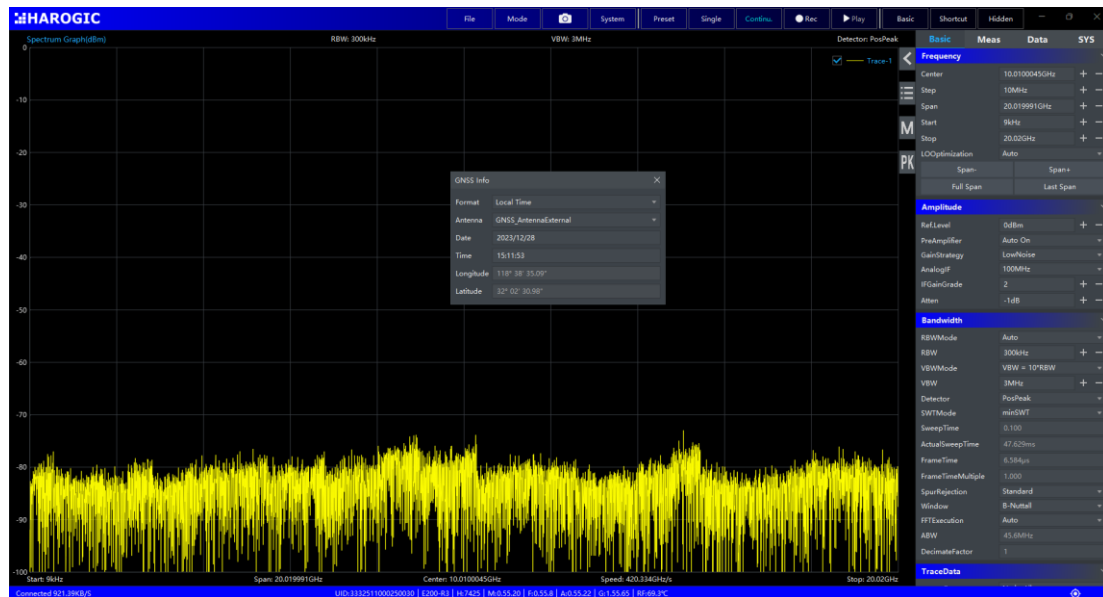 HAROGIC
File Mode System Preset Single Continu. Rec Play Basic Shortcut Hidden
Spectrum Graph(dBm) RBW: 300kHz VBW: 3MHz Detector: PosPeak
Trace-1
0
-10
-20
-30
-40
-50
-60
-70
-80
-90
-100
M
PK
GNSS Info
Format Local Time
Antenna GNSS_AntennaExternal
Date 2023/12/28
Time 15:11:53
Longitude 118° 38' 35.09"
Latitude 32° 02' 30.98"
Start: 9kHz Span: 20.019991GHz Center: 10.0100045GHz Speed: 420.334GHz/s Stop: 20.02GHz
Basic Meas Data SYS
Frequency
Center 10.0100045GHz + −
Step 10MHz + −
Span 20.019991GHz + −
Start 9kHz + −
Stop 20.02GHz + −
LOOptimization Auto
Span- Span+
Full Span Last Span
Amplitude
Ref.Level 0dBm + −
PreAmplifier Auto On
GainStrategy LowNoise
AnalogIF 100MHz
IFGainGrade 2 + −
Atten -1dB + −
Bandwidth
RBWMode Auto
RBW 300kHz + −
VBWMode VBW = 10*RBW
VBW 3MHz + −
Detector PosPeak
SWTMode minSWT
SweepTime 0.100
ActualSweepTime 47.629ms
FrameTime 6.584μs
FrameTimeMultiple 1.000
SpurRejection Standard
Window B-Nuttall
FFTExecution Auto
ABW 45.6MHz
DecimateFactor 1
TraceData
Connected 921.39KB/S UID:3332511000250030 | E200-R3 | H:7425 | M:0.55.20 | F:0.55.8 | A:0.55.22 | G:1.55.65 | RF:69.3°C